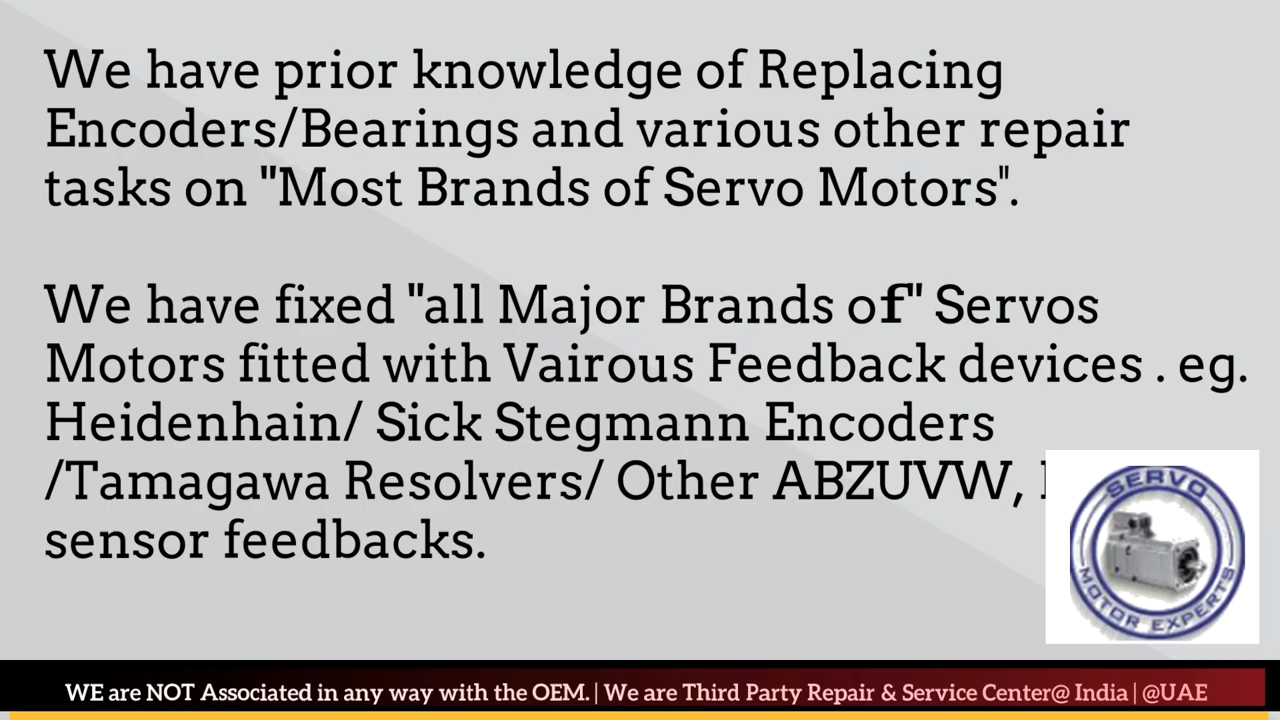 We have prior knowledge of Replacing
Encoders/Bearings and various other repair
tasks on "Most Brands of Servo Motors".
We have fixed "all Major Brands of" Servos
Motors fitted with Vairous Feedback devices . eg.
Heidenhain/ Sick Stegmann Encoders
/Tamagawa Resolvers/ Other ABZUVW,
sensor feedbacks.
SERVO
MOTOR EXPERTS
WE are NOT Associated in any way with the OEM. | We are Third Party Repair & Service Center@ India | @UAE